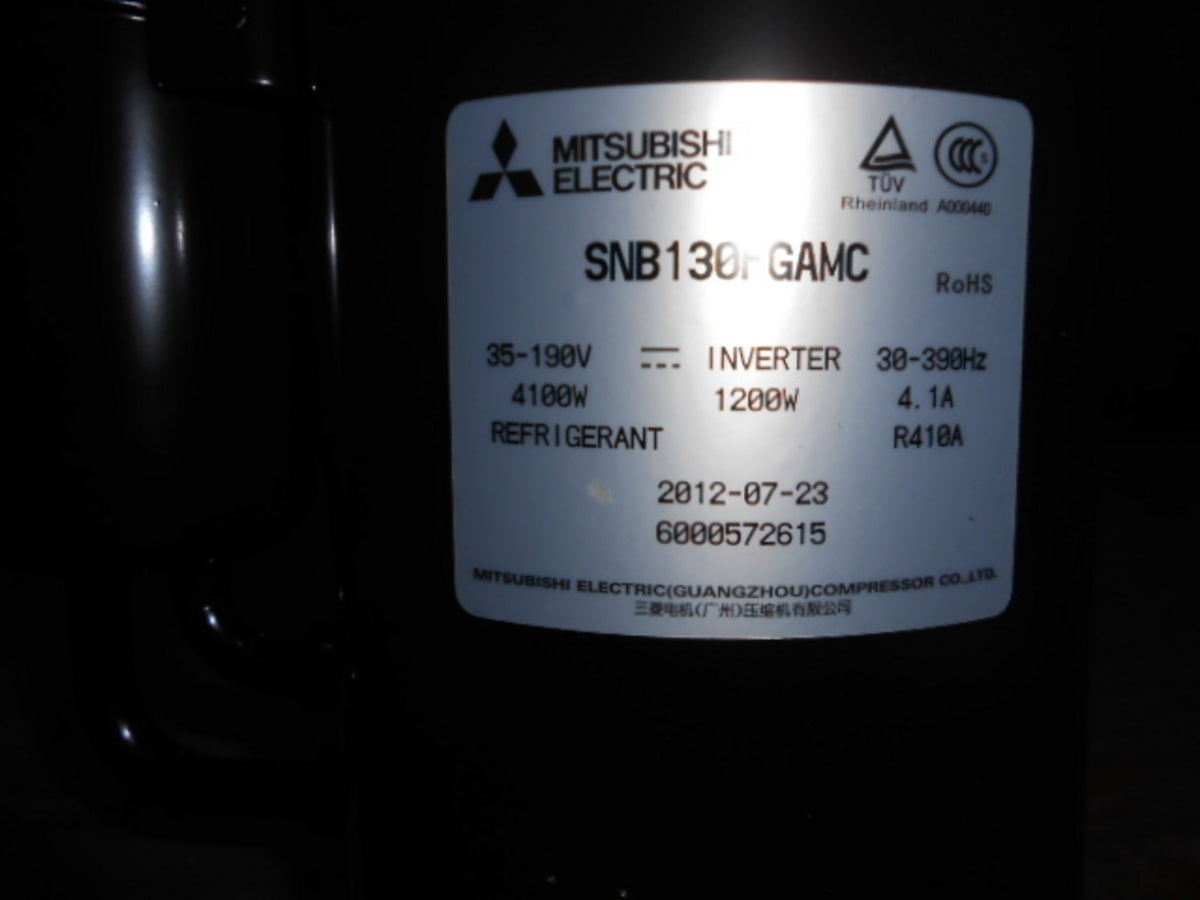 MITSUBISHI
ELECTRIC
TÜV
Rheinland
CCC S
A000440
SNB130FGAMC
RoHS
35-190V INVERTER 30-390Hz
4100W 1200W 4.1A
REFRIGERANT R410A
2012-07-23
6000572615
MITSUBISHI ELECTRIC(GUANGZHOU)COMPRESSOR CO.,LTD.
三菱电机(广州)压缩机有限公司